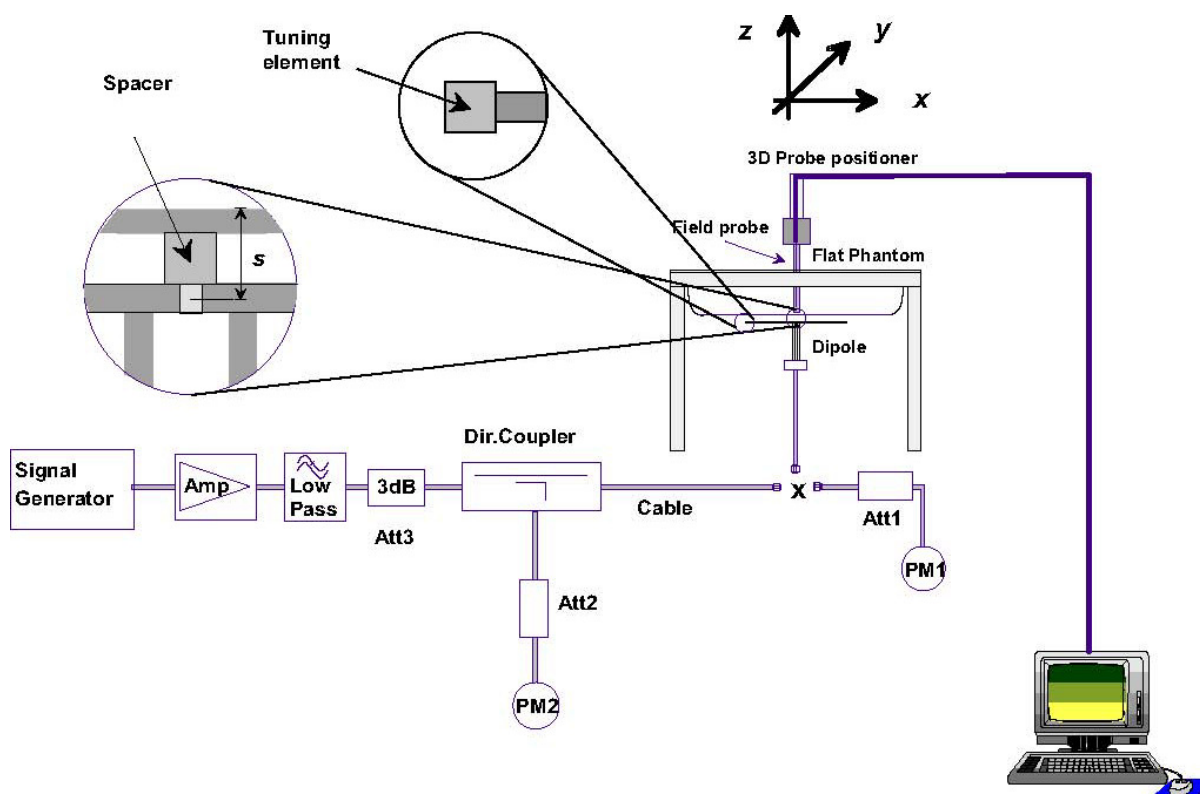 Tuning
element
z
y
x
Spacer
3D Probe positioner
Field probe
Flat Phantom
s
Dipole
Dir.Coupler
Signal
Generator
Amp
Low
Pass
3dB
Att3
Cable
x
Att1
PM1
Att2
PM2